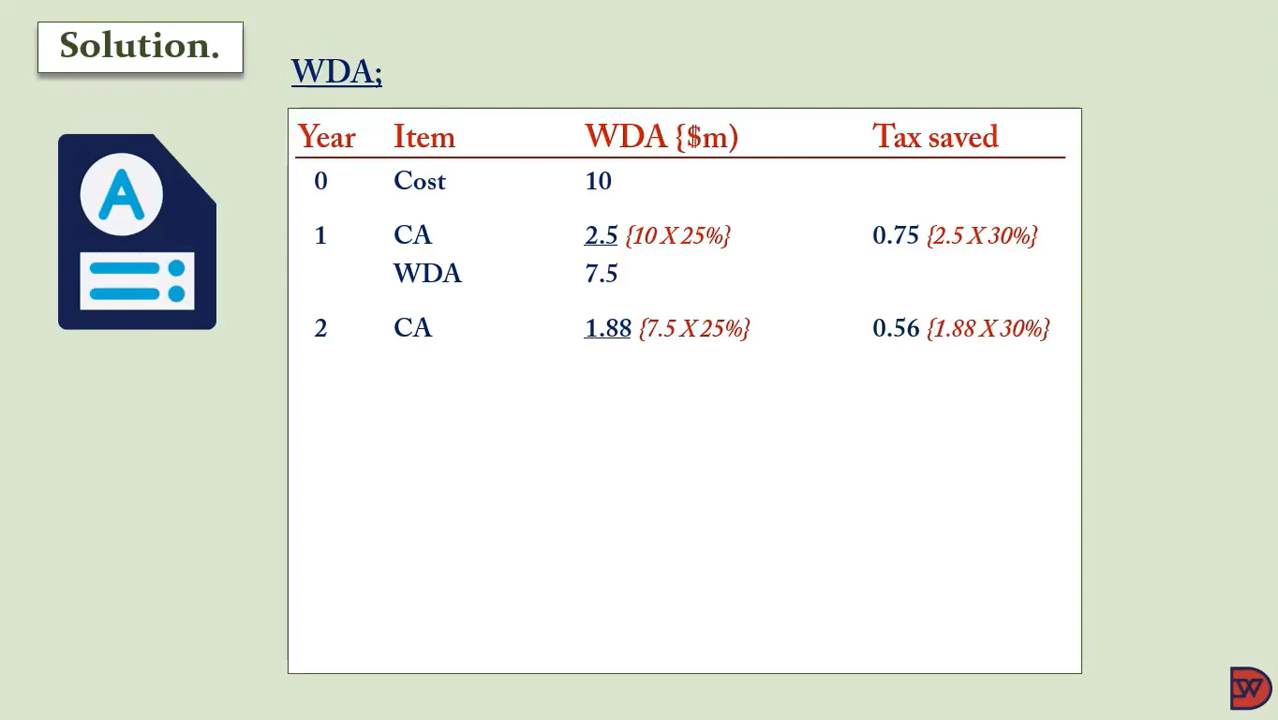 Solution.
WDA;
Year Item WDA {$m) Tax saved
0 Cost 10
1 CA 2.5 {10 X 25%} 0.75 {2.5 X 30%}
WDA 7.5
2 CA 1.88 {7.5 X 25%} 0.56 {1.88 X 30%}
A
W